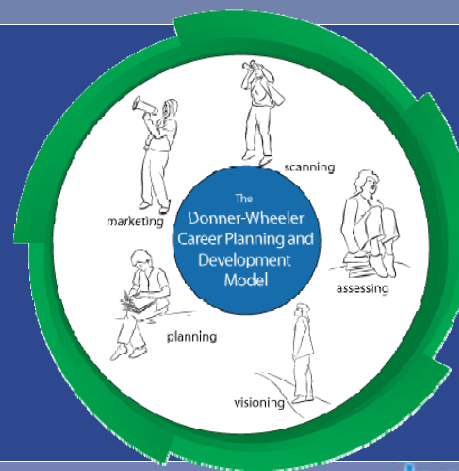 scanning
marketing
The
Donner-Wheeler
Career Planning and
Development
Model
assessing
planning
visioning